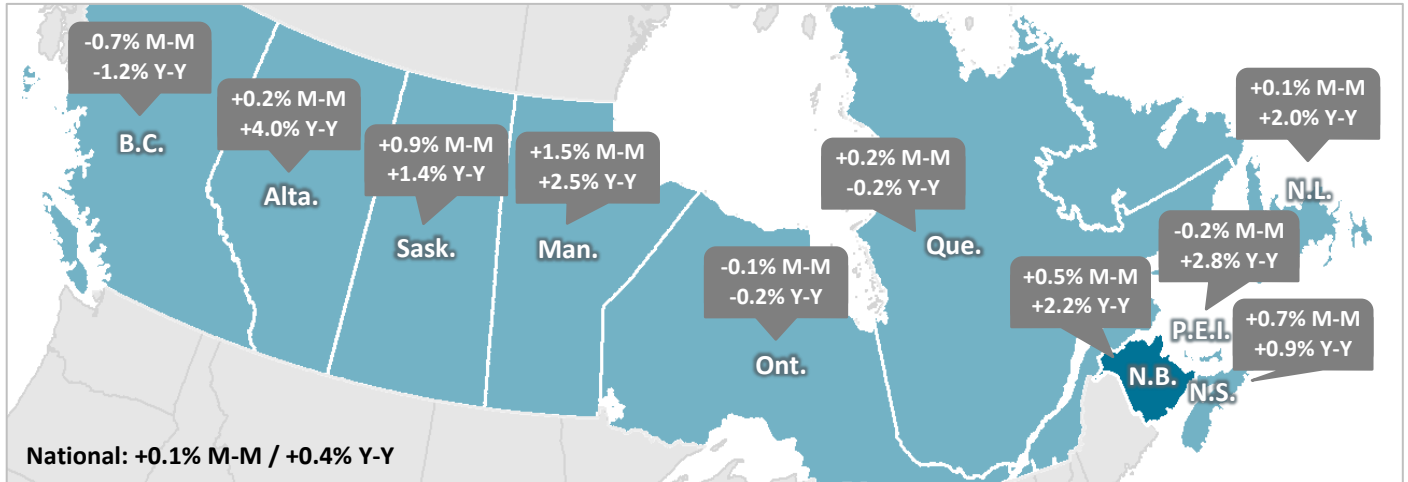 -0.7% M-M
-1.2% Y-Y
B.C.
+0.2% M-M
+4.0% Y-Y
Alta.
+0.9% M-M
+1.4% Y-Y
Sask.
+1.5% M-M
+2.5% Y-Y
Man.
-0.1% M-M
-0.2% Y-Y
Ont.
+0.2% M-M
-0.2% Y-Y
Que.
+0.1% M-M
+2.0% Y-Y
N.L.
-0.2% M-M
+2.8% Y-Y
P.E.I.
+0.5% M-M
+2.2% Y-Y
N.B.
+0.7% M-M
+0.9% Y-Y
N.S.
National: +0.1% M-M / +0.4% Y-Y